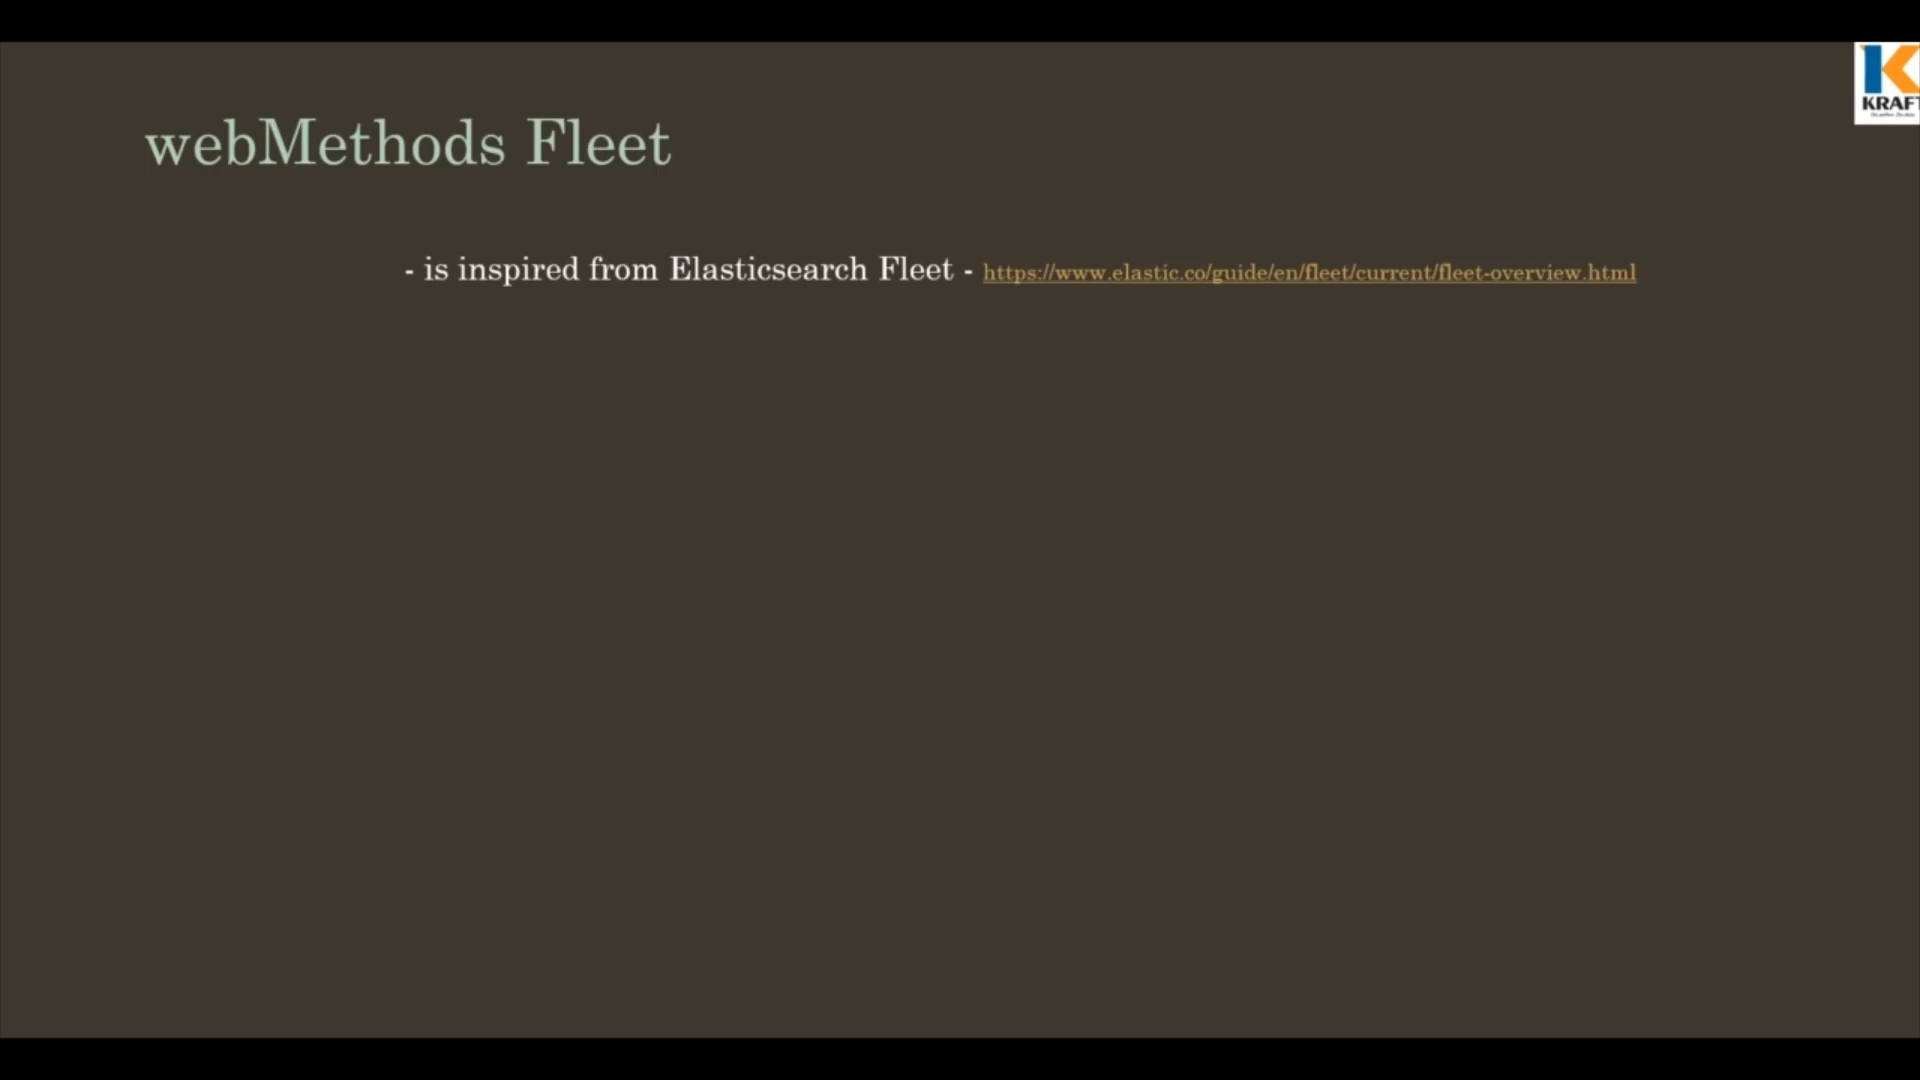 KRAFT
webMethods Fleet
- is inspired from Elasticsearch Fleet - https://www.elastic.co/guide/en/fleet/current/fleet-overview.html